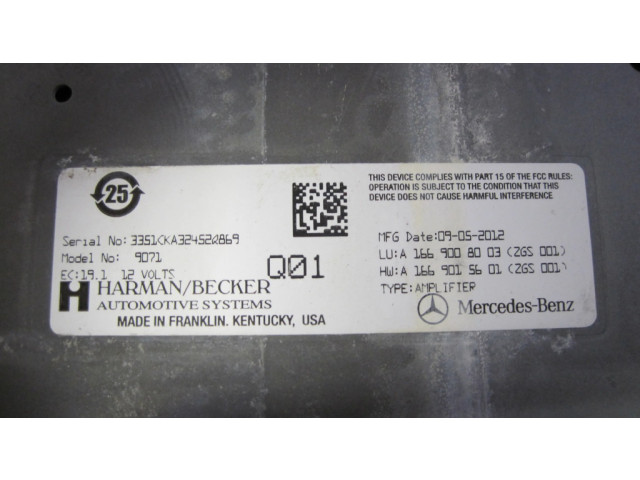 25
THIS DEVICE COMPLIES WITH PART 15 OF THE FCC RULES:
OPERATION IS SUBJECT TO THE CONDITION THAT THIS
DEVICE DOES NOT CAUSE HARMFUL INTERFERENCE
Serial No: 3351CKA32452Q869
Model No: 9071
EC:19.1 12 VOLTS
Q01
MFG Date:09-05-2012
LU:A 166 900 80 03 (ZGS 001)
HW:A 166 901 56 01 (ZGS 001)
TYPE:AMPLIFIER
HARMAN/BECKER
AUTOMOTIVE SYSTEMS
MADE IN FRANKLIN. KENTUCKY, USA
Mercedes-Benz